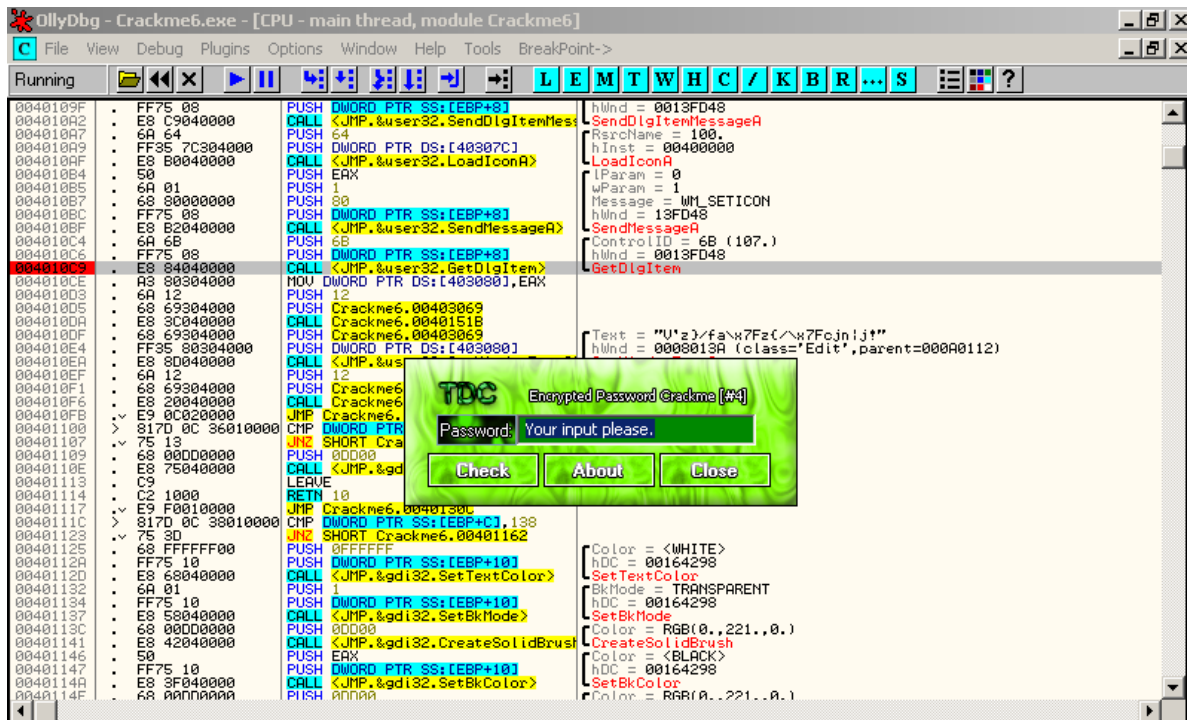 OllyDbg - Crackme6.exe - [CPU - main thread, module Crackme6]
C File View Debug Plugins Options Window Help Tools BreakPoint->
Running L E M T W H C / K B R ... S ?
0040109F . FF75 08 PUSH DWORD PTR SS:[EBP+8] hWnd = 0013FD48
004010A2 . E8 C9040000 CALL <JMP.&user32.SendDlgItemMess SendDlgItemMessageA
004010A7 . 6A 64 PUSH 64 RsrcName = 100.
004010A9 . FF35 7C304000 PUSH DWORD PTR DS:[40307C] hInst = 00400000
004010AF . E8 B0040000 CALL <JMP.&user32.LoadIconA> LoadIconA
004010B4 . 50 PUSH EAX lParam = 0
004010B5 . 6A 01 PUSH 1 wParam = 1
004010B7 . 68 80000000 PUSH 80 Message = WM_SETICON
004010BC . FF75 08 PUSH DWORD PTR SS:[EBP+8] hWnd = 13FD48
004010BF . E8 B2040000 CALL <JMP.&user32.SendMessageA> SendMessageA
004010C4 . 6A 6B PUSH 6B ControlID = 6B (107.)
004010C6 . FF75 08 PUSH DWORD PTR SS:[EBP+8] hWnd = 0013FD48
004010C9 . E8 84040000 CALL <JMP.&user32.GetDlgItem> GetDlgItem
004010CE . A3 80304000 MOV DWORD PTR DS:[403080],EAX
004010D3 . 6A 12 PUSH 12
004010D5 . 68 69304000 PUSH Crackme6.00403069
004010DA . E8 3C040000 CALL Crackme6.0040151B
004010DF . 68 69304000 PUSH Crackme6.00403069 Text =
004010E4 . FF35 80304000 PUSH DWORD PTR DS:[403080] hWnd = 0008013A (class='Edit',parent=000A0112)
004010EA . E8 8D040000 CALL <JMP.&us
004010EF . 6A 12 PUSH 12
004010F1 . 68 69304000 PUSH Crackme6
004010F6 . E8 20040000 CALL Crackme6.
004010FB .v E9 0C020000 JMP Crackme6.
00401100 > 817D 0C 36010000 CMP DWORD PTR
00401107 .v 75 13 JNZ SHORT Cra
00401109 . 68 00DD0000 PUSH 0DD00
0040110E . E8 75040000 CALL <JMP.&gd
00401113 . C9 LEAVE
00401114 . C2 1000 RETN 10
00401117 .v E9 F0010000 JMP Crackme6.0040130C
0040111C > 817D 0C 38010000 CMP DWORD PTR SS:[EBP+C],138
00401123 .v 75 3D JNZ SHORT Crackme6.00401162
00401125 . 68 FFFFFF00 PUSH 0FFFFFF Color = <WHITE>
0040112A . FF75 10 PUSH DWORD PTR SS:[EBP+10] hDC = 00164298
0040112D . E8 68040000 CALL <JMP.&gdi32.SetTextColor> SetTextColor
00401132 . 6A 01 PUSH 1 BkMode = TRANSPARENT
00401134 . FF75 10 PUSH DWORD PTR SS:[EBP+10] hDC = 00164298
00401137 . E8 58040000 CALL <JMP.&gdi32.SetBkMode> SetBkMode
0040113C . 68 00DD0000 PUSH 0DD00 Color = RGB(0.,221.,0.)
00401141 . E8 42040000 CALL <JMP.&gdi32.CreateSolidBrush CreateSolidBrush
00401146 . 50 PUSH EAX Color = <BLACK>
00401147 . FF75 10 PUSH DWORD PTR SS:[EBP+10] hDC = 00164298
0040114A . E8 3F040000 CALL <JMP.&gdi32.SetBkColor> SetBkColor
0040114F . 68 00DD0000 PUSH 0DD00 Color = RGB(0.,221.,0.)
TDC Encrypted Password Crackme [#4]
Password: Your input please.
Check About Close